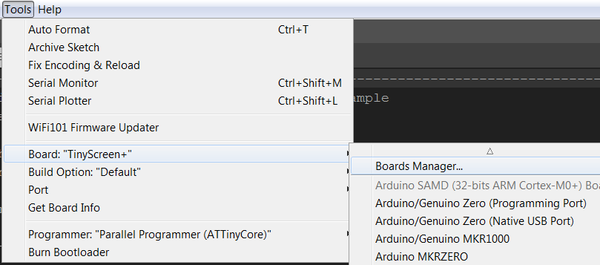 Tools Help
Auto Format Ctrl+T
Archive Sketch
Fix Encoding & Reload
Serial Monitor Ctrl+Shift+M
Serial Plotter Ctrl+Shift+L
ample
WiFi101 Firmware Updater
Board: "TinyScreen+"
Build Option: "Default"
Port
Get Board Info
Programmer: "Parallel Programmer (ATTinyCore)"
Burn Bootloader
Boards Manager...
Arduino SAMD (32-bits ARM Cortex-M0+) Boa
Arduino/Genuino Zero (Programming Port)
Arduino/Genuino Zero (Native USB Port)
Arduino/Genuino MKR1000
Arduino MKRZERO